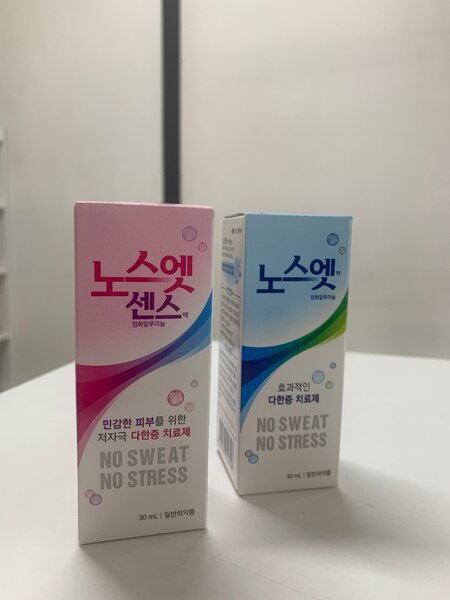 노스엣
센스액
염화알루미늄
민감한 피부를 위한
저자극 다한증 치료제
NO SWEAT
NO STRESS
30 mL | 일반의약품
노스엣액
염화알루미늄
효과적인
다한증 치료제
NO SWEAT
NO STRESS
30 mL | 일반의약품